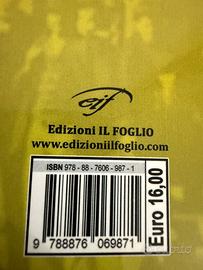 eif
Edizioni IL FOGLIO
www.edizioniilfoglio.com
ISBN 978 - 88 - 7606 - 987 - 1
Euro 16,00
9 788876 069871